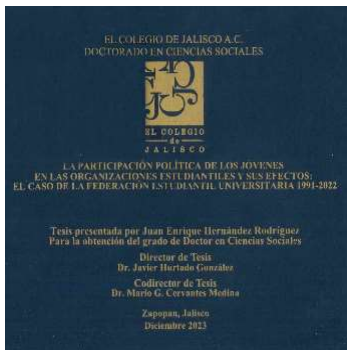 EL COLEGIO DE JALISCO A.C.
DOCTORADO EN CIENCIAS SOCIALES
EL COLEGIO
de
JALISCO
LA PARTICIPACIÓN POLÍTICA DE LOS JÓVENES
EN LAS ORGANIZACIONES ESTUDIANTILES Y SUS EFECTOS:
EL CASO DE LA FEDERACIÓN ESTUDIANTIL UNIVERSITARIA 1991-2022
Tesis presentada por Juan Enrique Hernández Rodríguez
Para la obtención del grado de Doctor en Ciencias Sociales
Director de Tesis
Dr. Javier Hurtado González
Codirector de Tesis
Dr. Mario G. Cervantes Medina
Zapopan, Jalisco
Diciembre 2023